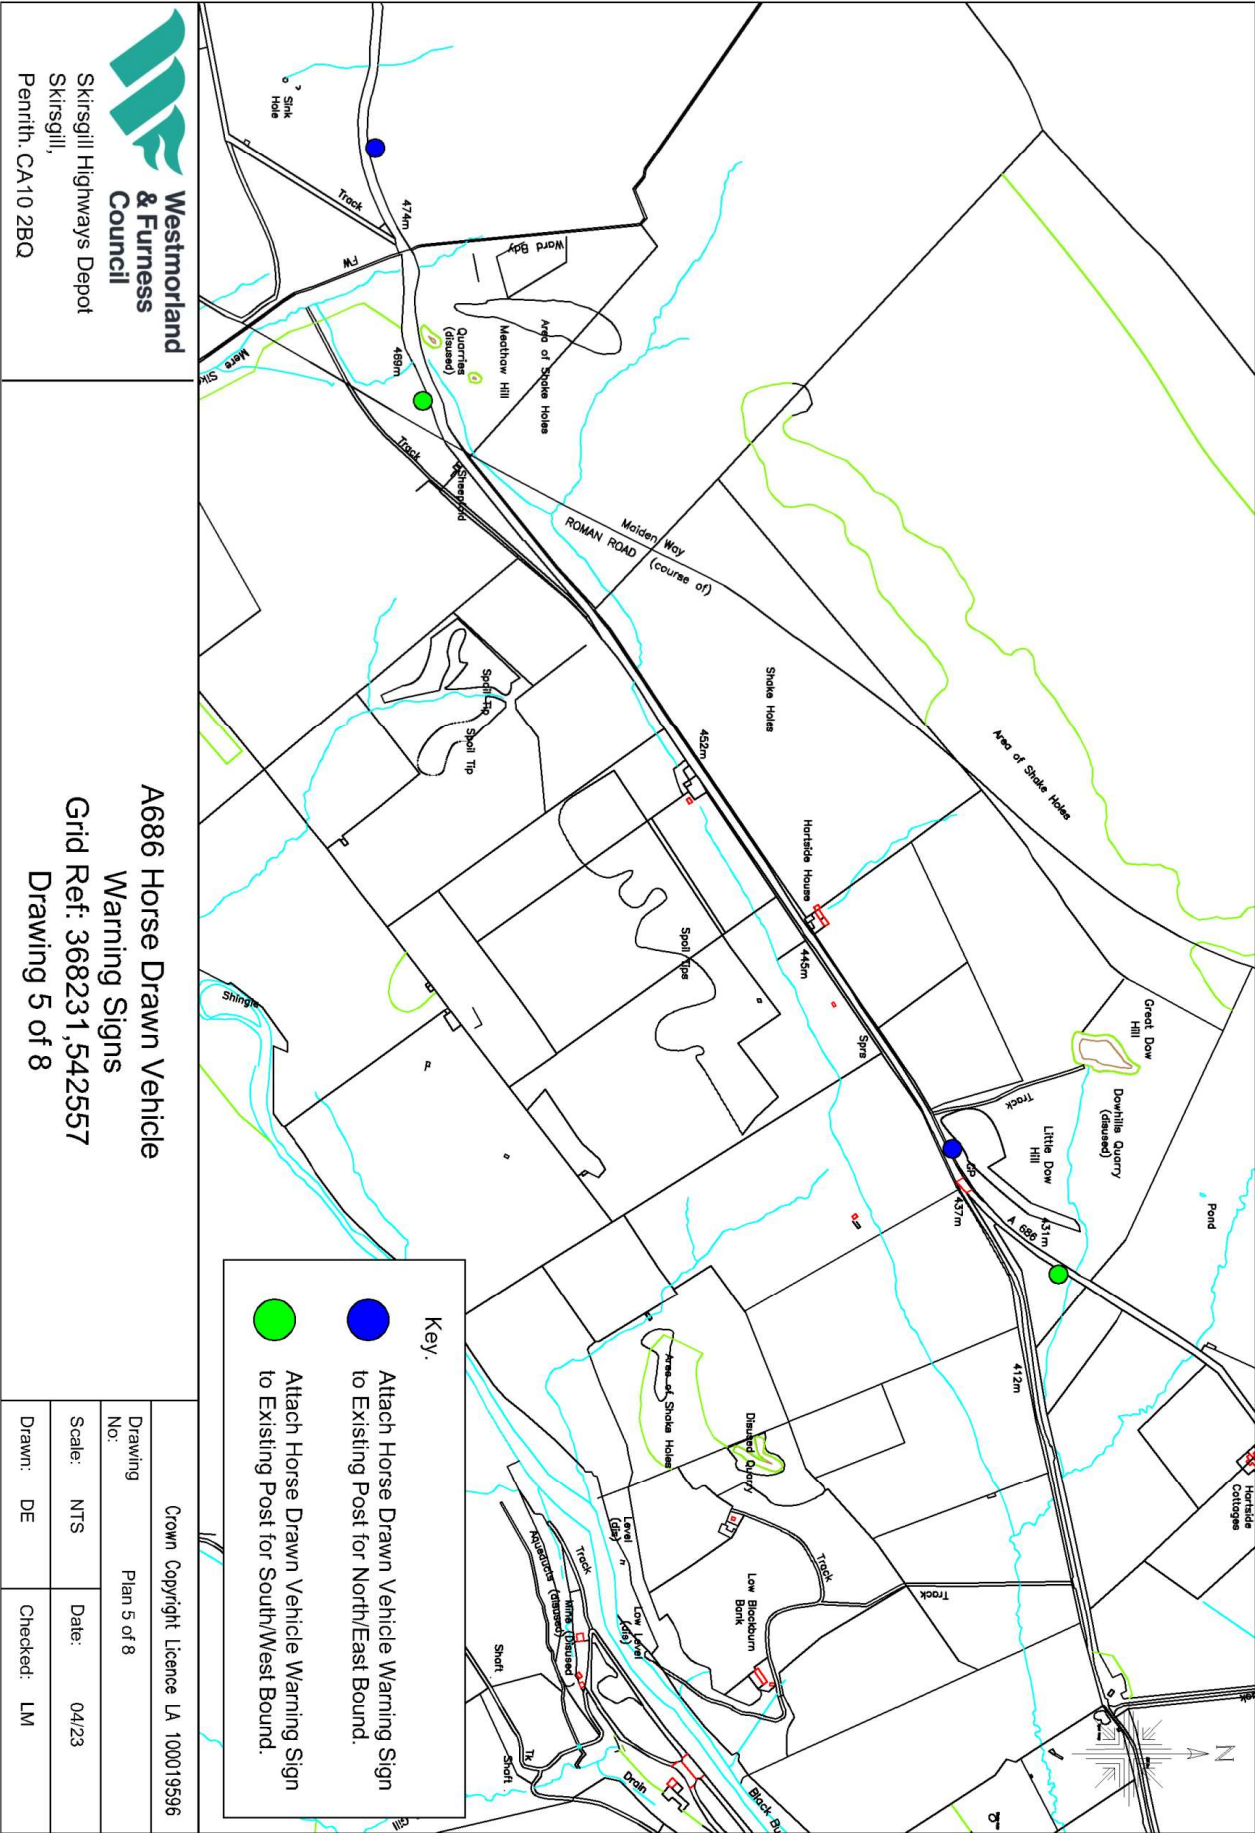 Westmorland
& Furness
Council
Skirsgill Highways Depot
Skirsgill,
Penrith. CA10 2BQ
A686 Horse Drawn Vehicle
Warning Signs
Grid Ref: 368231,542557
Drawing 5 of 8
Crown Copyright Licence LA 100019596
Drawing
No:
Plan 5 of 8
Scale: NTS
Date: 04/23
Drawn: DE
Checked: LM
Key.
Attach Horse Drawn Vehicle Warning Sign
to Existing Post for North/East Bound.
Attach Horse Drawn Vehicle Warning Sign
to Existing Post for South/West Bound.
N
Sink
Hole
Track
474m
FW
Ward Bdy
Mere
Sike
Area of Shake Holes
Meathaw Hill
Quarries
(disused)
469m
Track
Sheepfold
Maiden Way
ROMAN ROAD (course of)
Shake Holes
Area of Shake Holes
Spoil Tip
Spoil Tip
452m
Hartside House
445m
Spoil Tips
Sprs
Shingle
Great Dow
Hill
Dowhills Quarry
(disused)
Little Dow
Hill
Track
GP
437m
431m
A 686
Pond
412m
Hartside
Cottages
Area of Shake Holes
Disused Quarry
Level
(dis)
Low Level
(dis)
Track
Track
Low Blackburn
Bank
Track
Aqueducts (disused)
Mine (Disused)
Shaft
Shaft
Tk
Drain